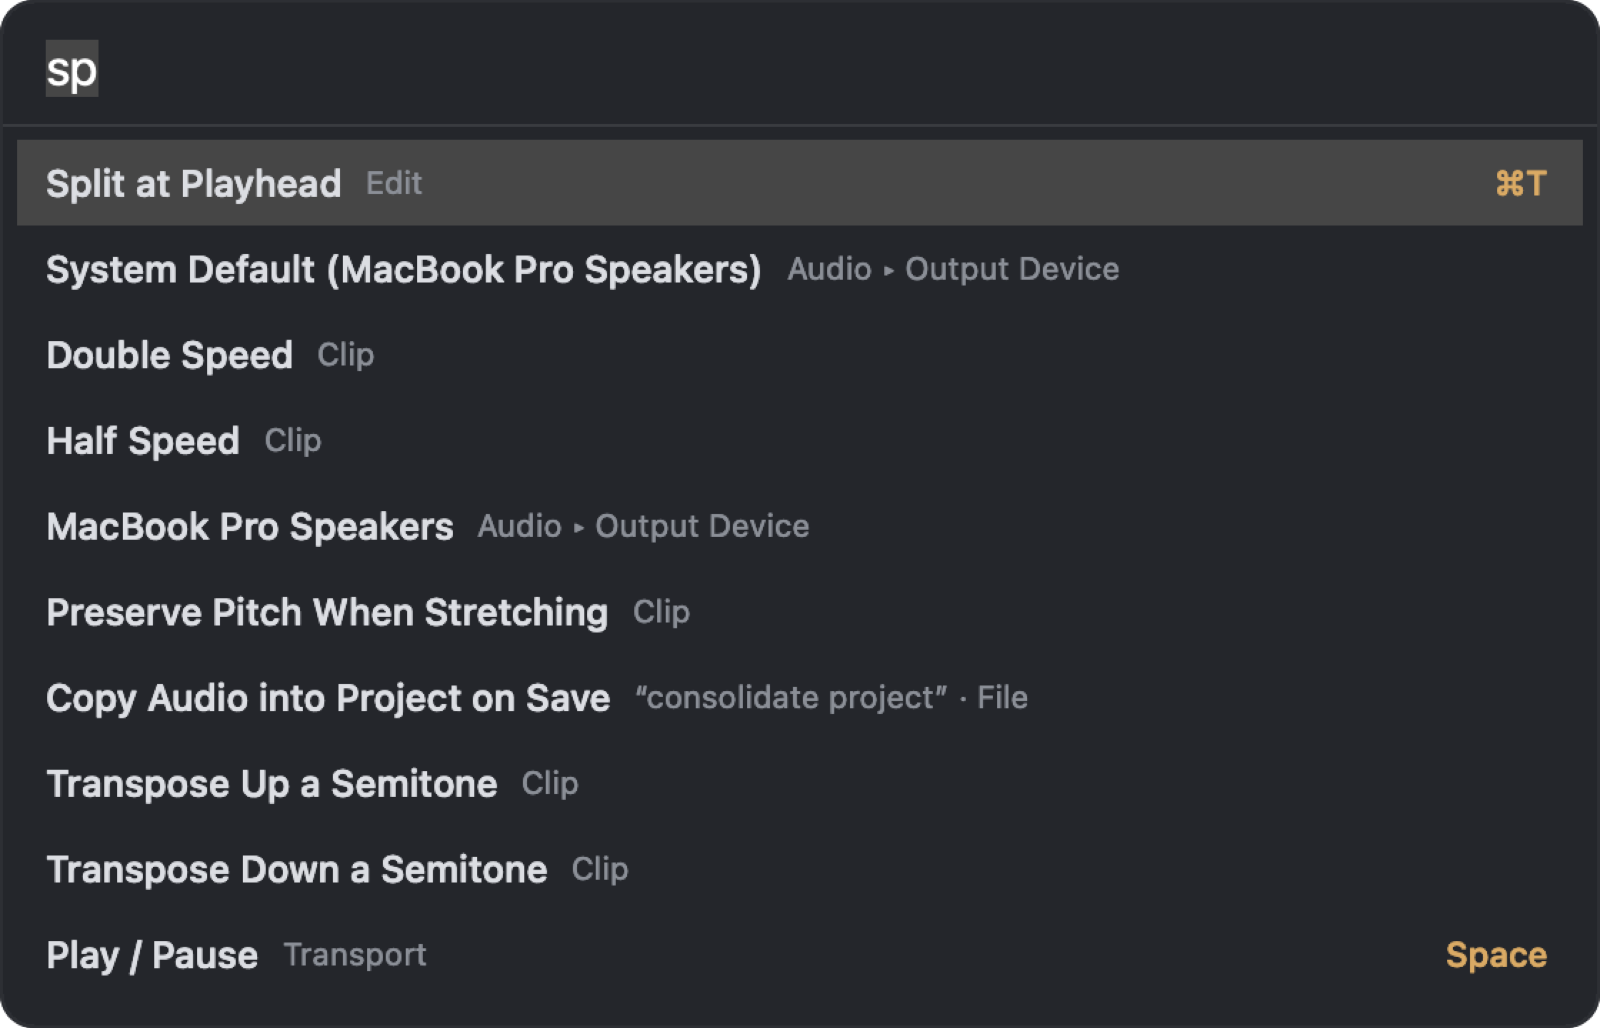 sp
Split at Playhead Edit ⌘T
System Default (MacBook Pro Speakers) Audio ▸ Output Device
Double Speed Clip
Half Speed Clip
MacBook Pro Speakers Audio ▸ Output Device
Preserve Pitch When Stretching Clip
Copy Audio into Project on Save “consolidate project” · File
Transpose Up a Semitone Clip
Transpose Down a Semitone Clip
Play / Pause Transport Space